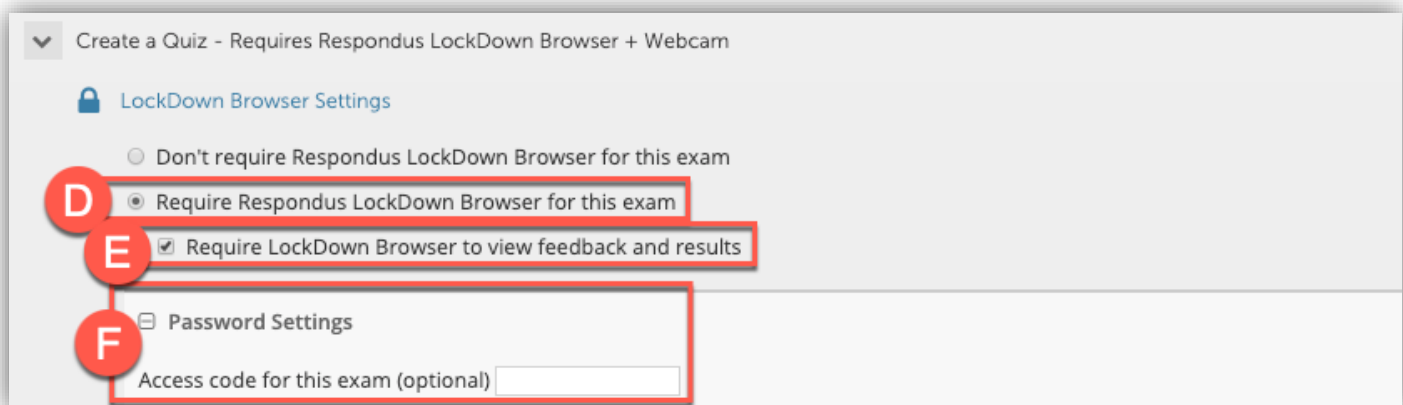 Create a Quiz - Requires Respondus LockDown Browser + Webcam
LockDown Browser Settings
Don't require Respondus LockDown Browser for this exam
D Require Respondus LockDown Browser for this exam
E Require LockDown Browser to view feedback and results
F Password Settings
Access code for this exam (optional)